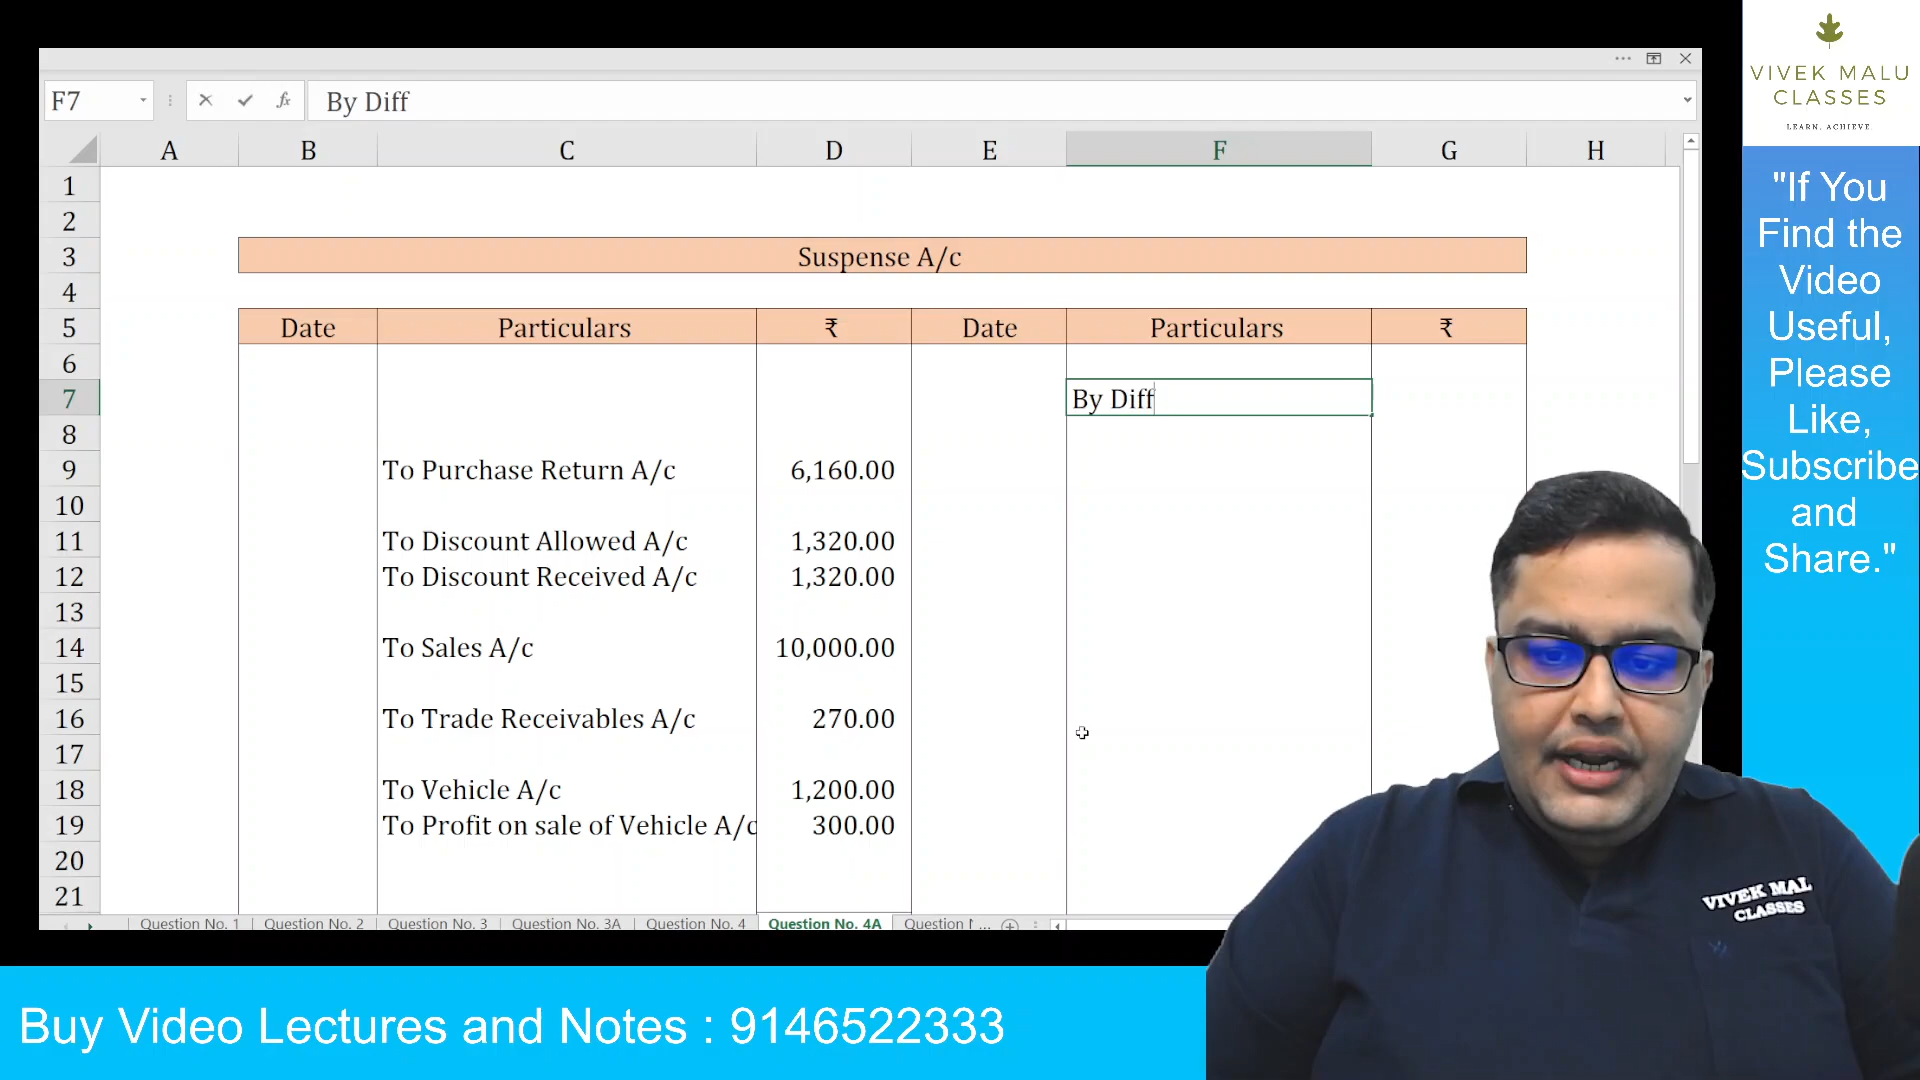 F7
fx
By Diff
A B C D E F G H
1
2
3 Suspense A/c
4
5 Date Particulars ₹ Date Particulars ₹
6
7 By Diff
8
9 To Purchase Return A/c 6,160.00
10
11 To Discount Allowed A/c 1,320.00
12 To Discount Received A/c 1,320.00
13
14 To Sales A/c 10,000.00
15
16 To Trade Receivables A/c 270.00
17
18 To Vehicle A/c 1,200.00
19 To Profit on sale of Vehicle A/c 300.00
20
21
Question No. 1 Question No. 2 Question No. 3 Question No. 3A Question No. 4 Question No. 4A Question N ...
VIVEK MALU
CLASSES
LEARN. ACHIEVE.
"If You
Find the
Video
Useful,
Please
Like,
Subscribe
and
Share."
VIVEK MAL
CLASSES
Buy Video Lectures and Notes : 9146522333